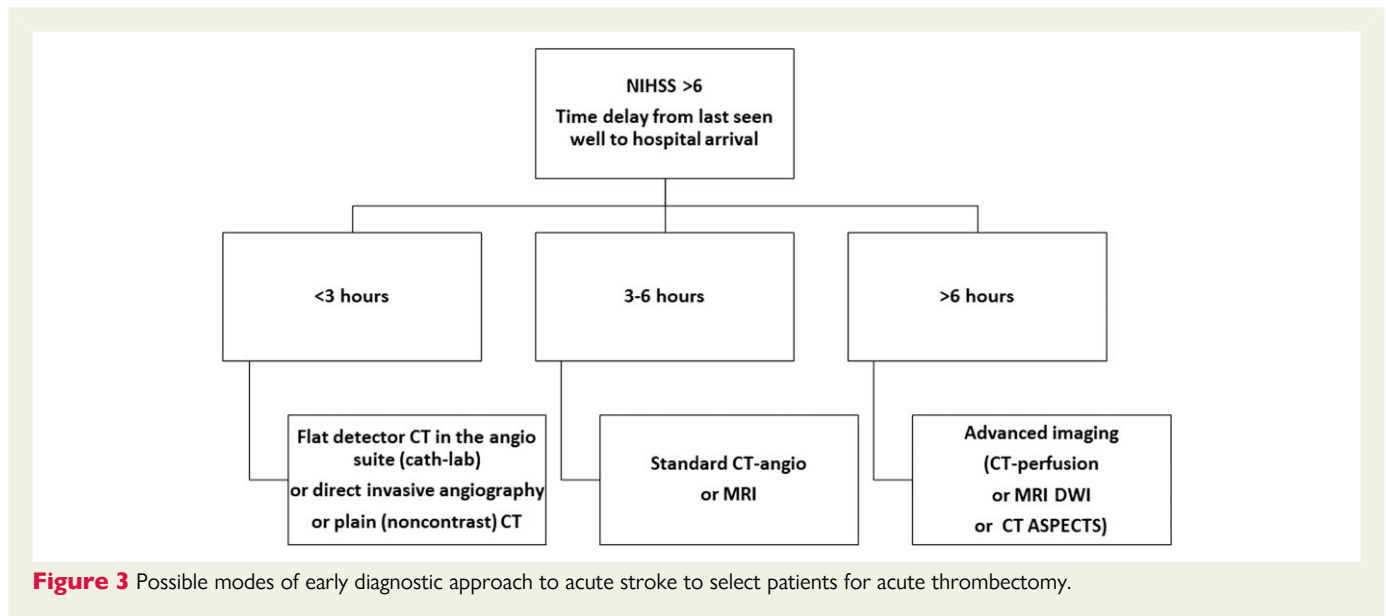 NIHSS >6
Time delay from last seen
well to hospital arrival
<3 hours
3-6 hours
>6 hours
Flat detector CT in the angio
suite (cath-lab)
or direct invasive angiography
or plain (noncontrast) CT
Standard CT-angio
or MRI
Advanced imaging
(CT-perfusion
or MRI DWI
or CT ASPECTS)
Figure 3 Possible modes of early diagnostic approach to acute stroke to select patients for acute thrombectomy.